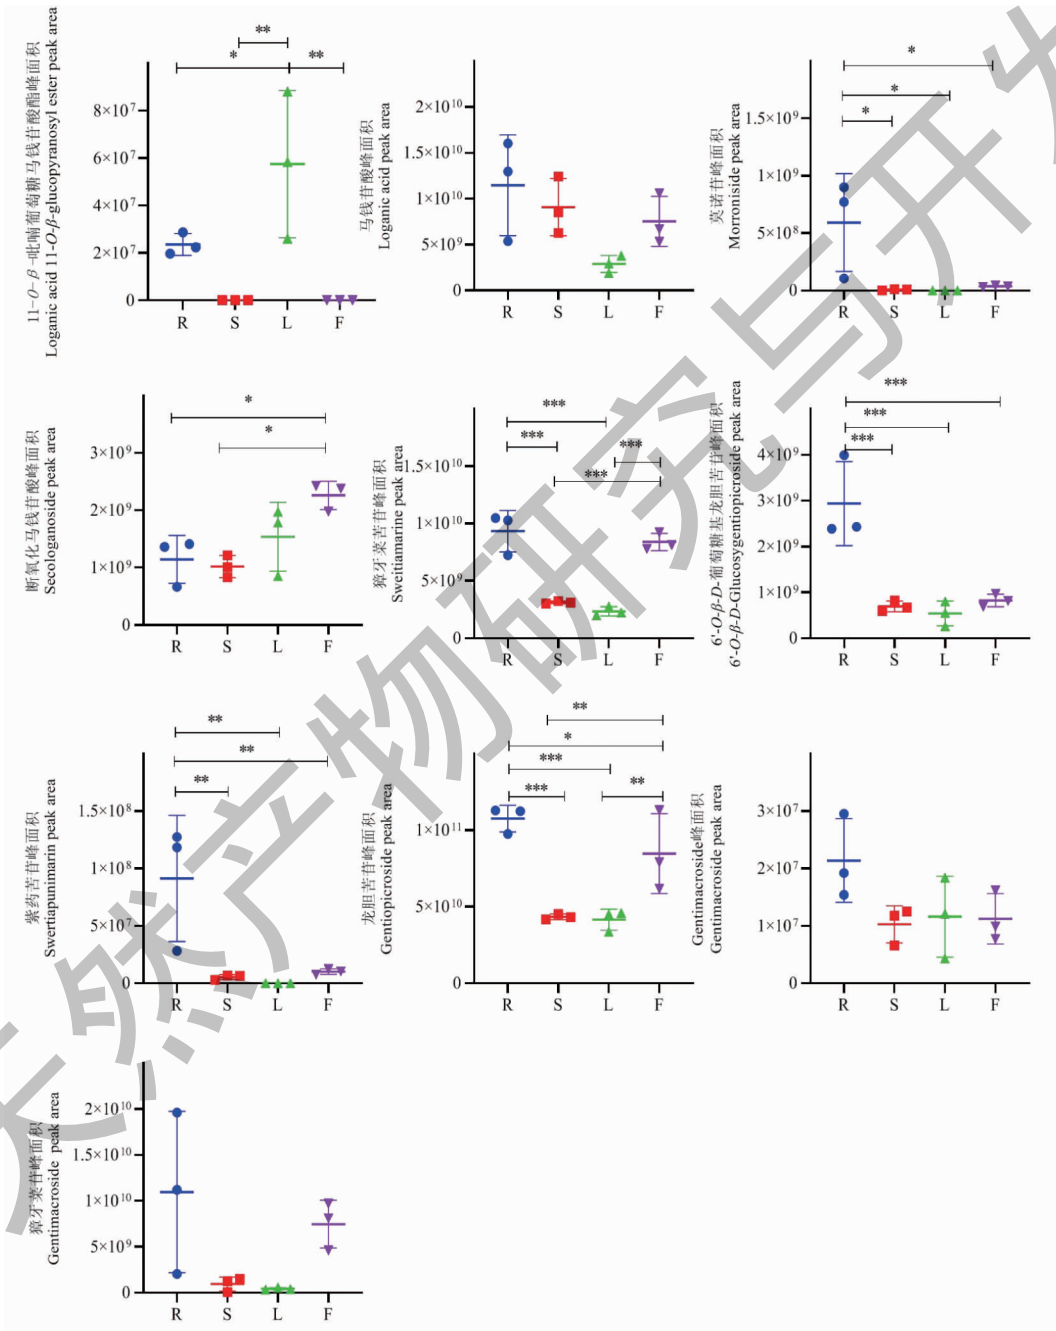 11-O-β-吡喃葡萄糖马钱苷酸酯峰面积
Loganic acid 11-O-β-glucopyranosyl ester peak area
8×10⁷
6×10⁷
4×10⁷
2×10⁷
0
* ** **
R S L F
马钱苷酸峰面积
Loganic acid peak area
2×10¹⁰
1.5×10¹⁰
1×10¹⁰
5×10⁹
0
R S L F
莫诺苷峰面积
Morroniside peak area
1.5×10⁹
1×10⁹
5×10⁸
0
*
*
*
R S L F
断氧化马钱苷酸峰面积
Secologanoside peak area
3×10⁹
2×10⁹
1×10⁹
0
*
*
R S L F
獐牙菜苦苷峰面积
Sweitiamarine peak area
1.5×10¹⁰
1×10¹⁰
5×10⁹
0
***
***
***
***
R S L F
6'-O-β-D-葡萄糖基龙胆苦苷峰面积
6'-O-β-D-Glucosygentiopicroside peak area
4×10⁹
3×10⁹
2×10⁹
1×10⁹
0
***
***
***
R S L F
紫药苦苷峰面积
Swertiapunimarin peak area
1.5×10⁸
1×10⁸
5×10⁷
0
**
**
**
R S L F
龙胆苦苷峰面积
Gentiopicroside peak area
1×10¹¹
5×10¹⁰
0
**
*
***
*** **
R S L F
Gentimacroside峰面积
Gentimacroside peak area
3×10⁷
2×10⁷
1×10⁷
0
R S L F
獐牙菜苷峰面积
Gentimacroside peak area
2×10¹⁰
1.5×10¹⁰
1×10¹⁰
5×10⁹
0
R S L F
天然产物研究与开发